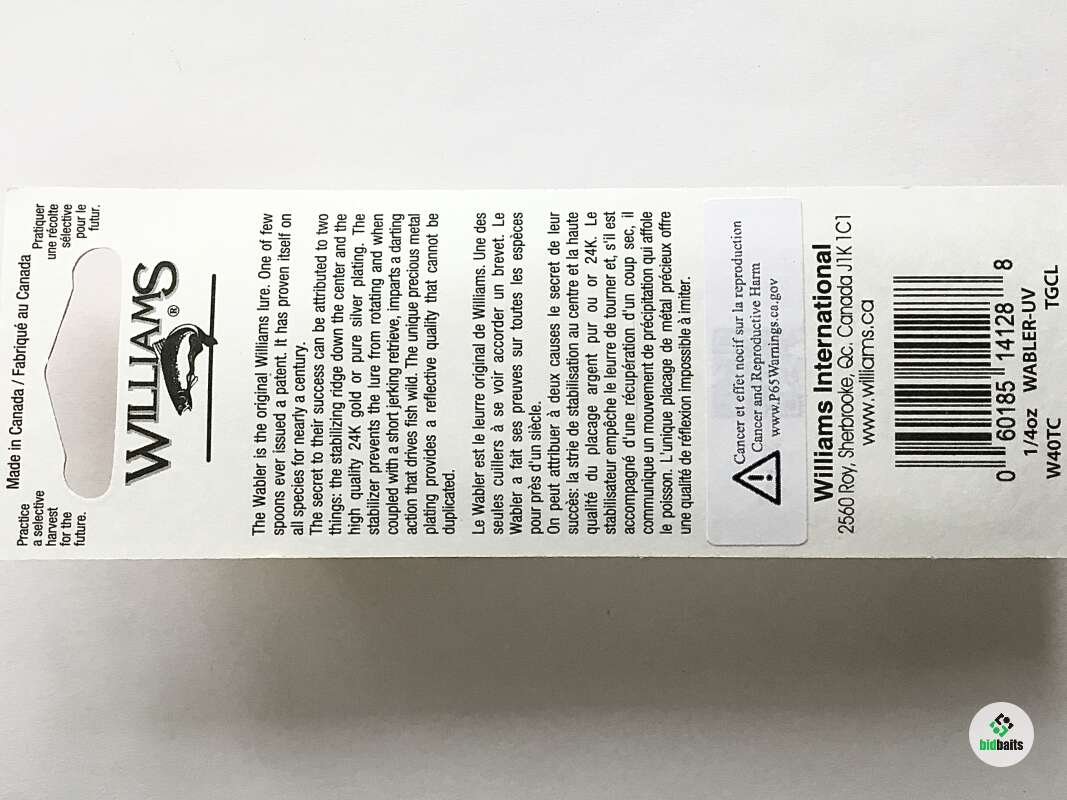 Made in Canada / Fabriqué au Canada
Practice
a selective
harvest
for the
future.
Pratiquer
une récolte
sélective
pour le
futur.
WILLIAMS®
The Wabler is the original Williams lure. One of few
spoons ever issued a patent. It has proven itself on
all species for nearly a century.
The secret to their success can be attributed to two
things: the stabilizing ridge down the center and the
high quality 24K gold or pure silver plating. The
stabilizer prevents the lure from rotating and when
coupled with a short jerking retrieve, imparts a darting
action that drives fish wild. The unique precious metal
plating provides a reflective quality that cannot be
duplicated.
Le Wabler est le leurre original de Williams. Une des
seules cuillers à se voir accorder un brevet. Le
Wabler a fait ses preuves sur toutes les espèces
pour près d'un siècle.
On peut attribuer à deux causes le secret de leur
succès: la strie de stabilisation au centre et la haute
qualité du placage argent pur ou or 24K. Le
stabilisateur empêche le leurre de tourner et, s'il est
accompagné d'une récupération d'un coup sec, il
communique un mouvement de précipitation qui affole
le poisson. L'unique placage de métal précieux offre
une qualité de réflexion impossible à imiter.
Cancer et effet nocif sur la reproduction
Cancer and Reproductive Harm
www.P65Warnings.ca.gov
Williams International
2560 Roy, Sherbrooke, Qc. Canada J1K 1C1
www.williams.ca
0 60185 14128 8
1/4oz WABLER-UV
W40TC TGCL
bidbaits